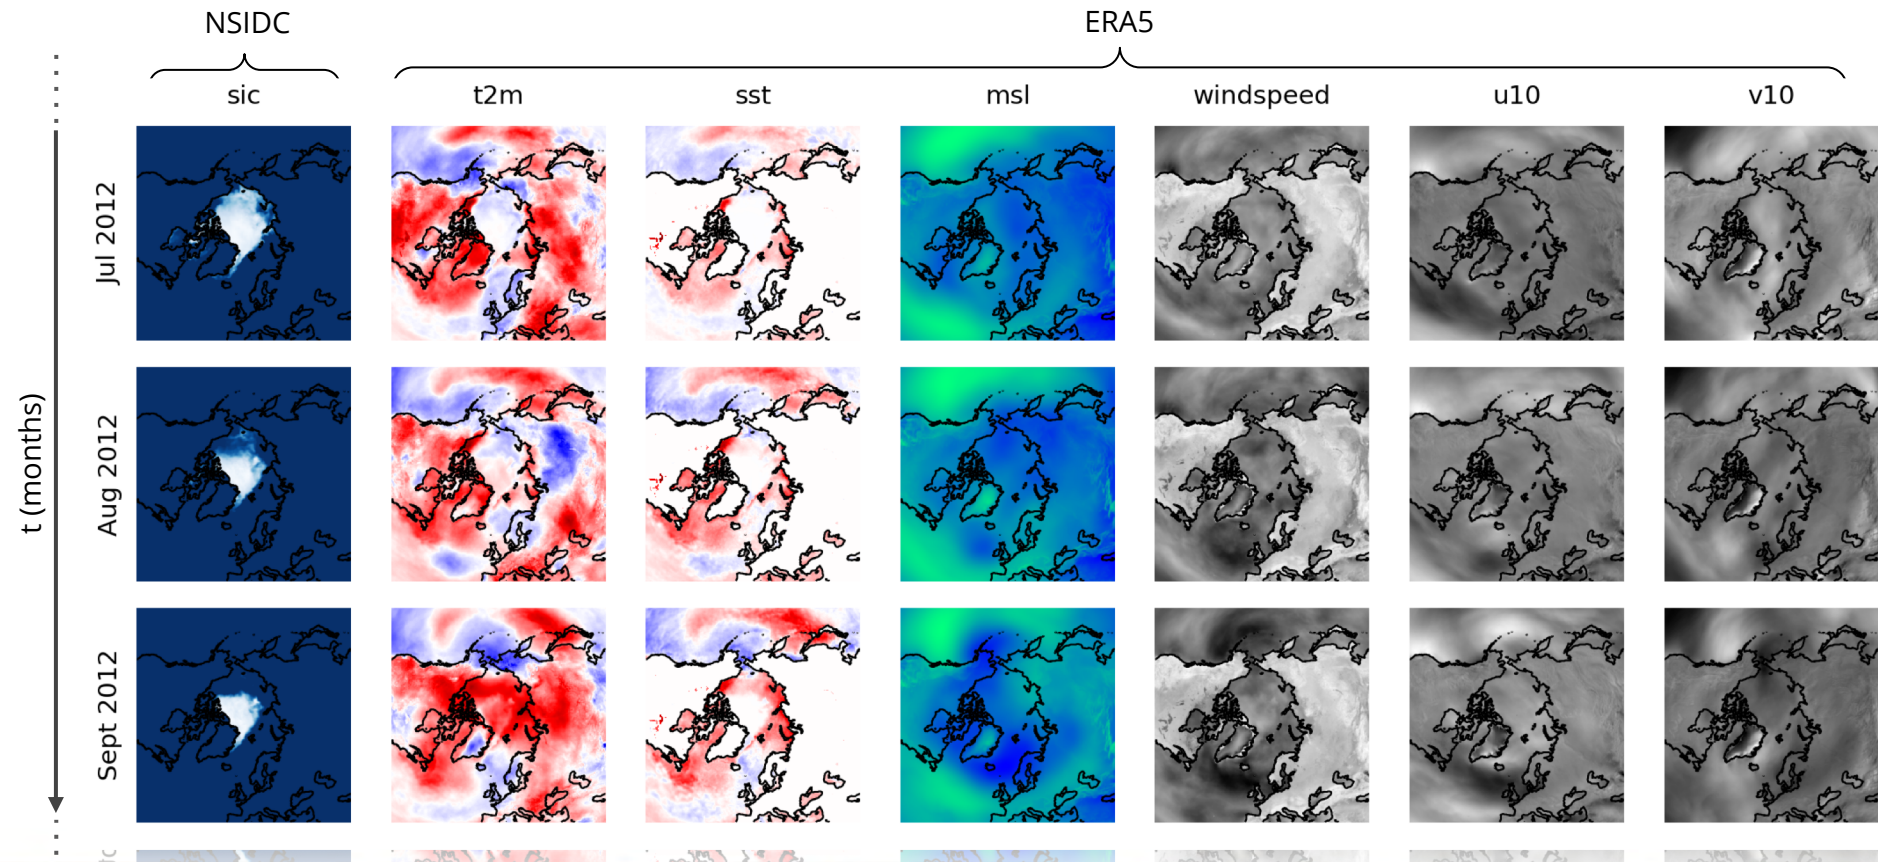 NSIDC ERA5
sic t2m sst msl windspeed u10 v10
Jul 2012
Aug 2012
Sept 2012
t (months)